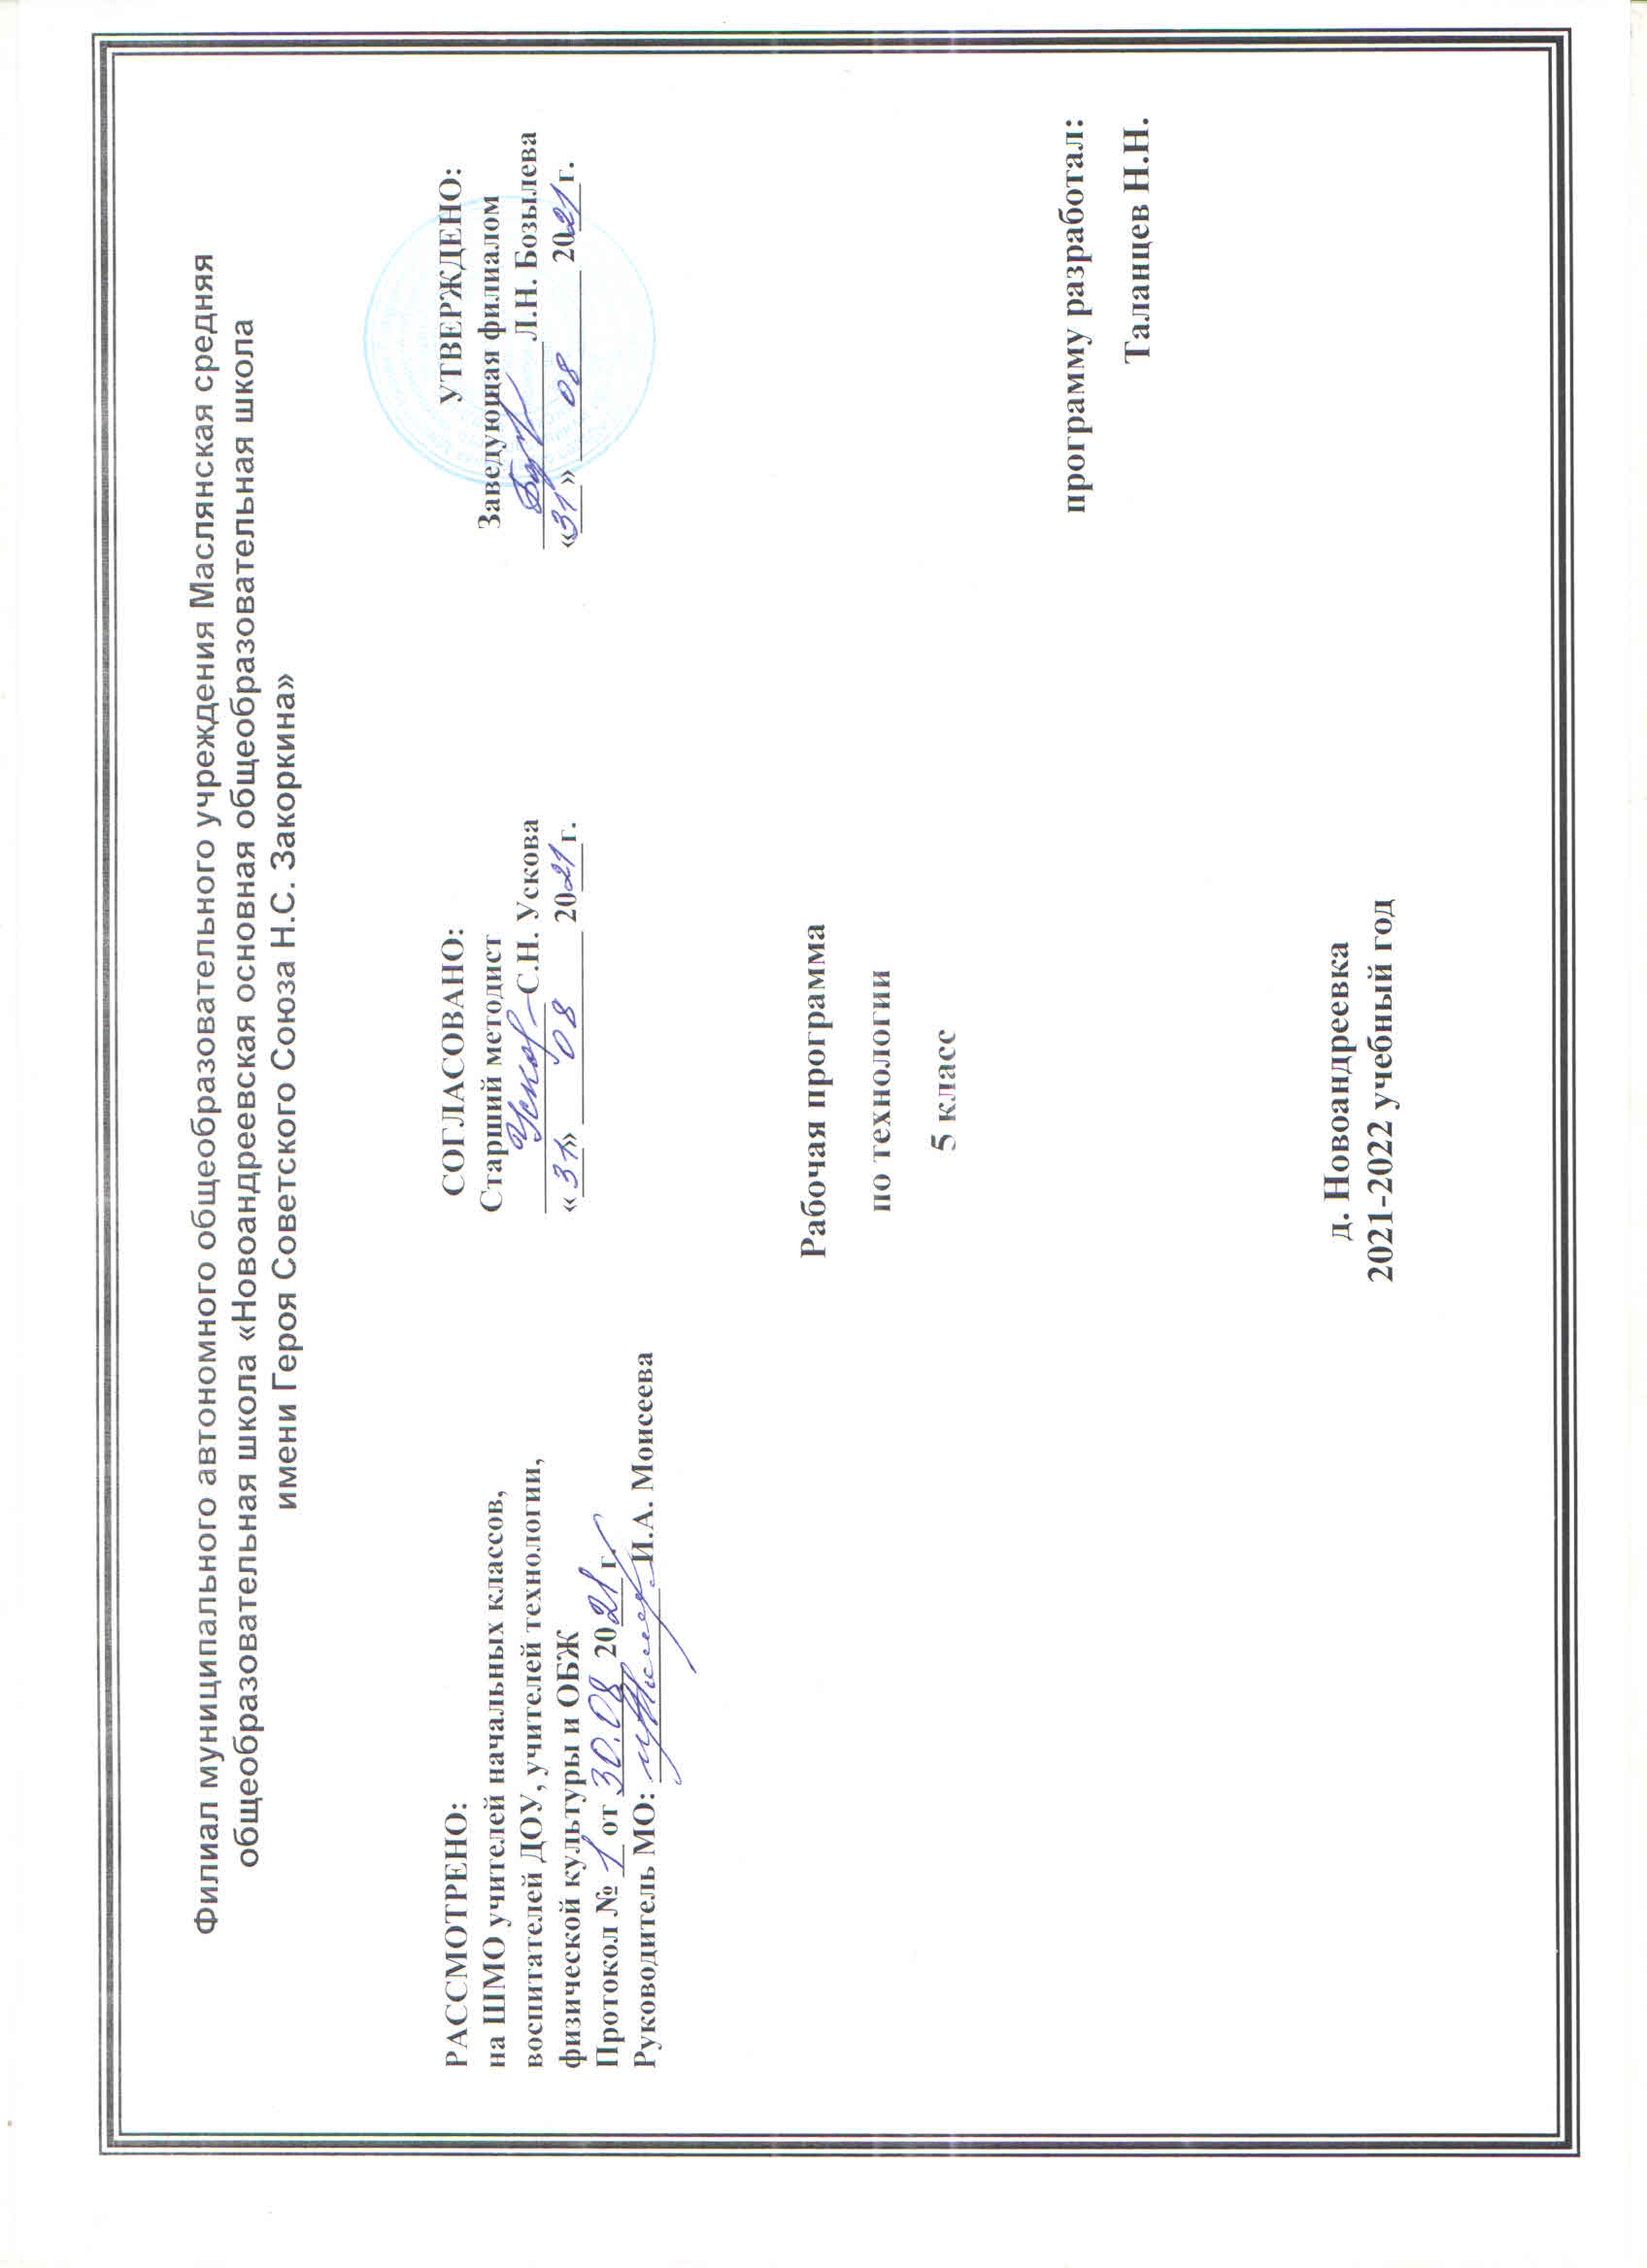 Филиал муниципального автономного общеобразовательного учреждения Маслянская средняя
общеобразовательная школа «Новоандреевская основная общеобразовательная школа
имени Героя Советского Союза Н.С. Закоркина»
РАССМОТРЕНО:
на ШМО учителей начальных классов,
воспитателей ДОУ, учителей технологии,
физической культуры и ОБЖ
Протокол № 1 от 30.08 2021 г.
Руководитель МО: И.А. Моисеева
СОГЛАСОВАНО:
Старший методист
Ускова С.Н. Ускова
«31» 08 2021 г.
УТВЕРЖДЕНО:
Заведующая филиалом
Л.Н. Бозылева
«31» 08 2021 г.
Рабочая программа
по технологии
5 класс
программу разработал:
Таланцев Н.Н.
д. Новоандреевка
2021-2022 учебный год